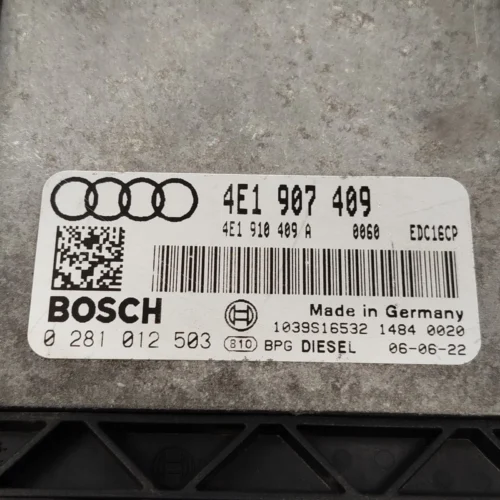 4E1 907 409
4E1 910 409 A 0060 EDC16CP
BOSCH
Made in Germany
1039S16532 1484 0020
0 281 012 503 810 BPG DIESEL 06-06-22